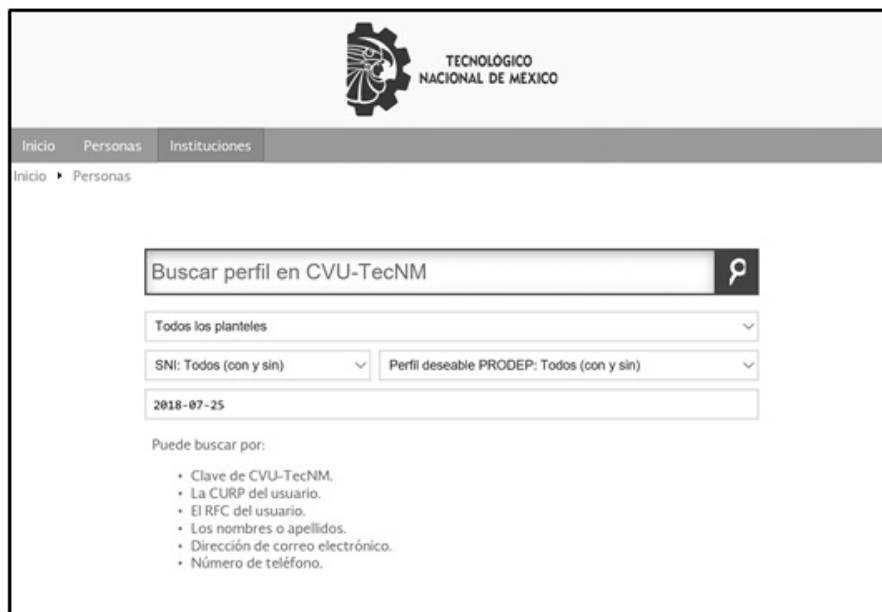 TECNOLÓGICO
NACIONAL DE MÉXICO
Inicio Personas Instituciones
Inicio ▸ Personas
Buscar perfil en CVU-TecNM
Todos los planteles
SNI: Todos (con y sin) Perfil deseable PRODEP: Todos (con y sin)
2018-07-25
Puede buscar por:
• Clave de CVU-TecNM.
• La CURP del usuario.
• El RFC del usuario.
• Los nombres o apellidos.
• Dirección de correo electrónico.
• Número de teléfono.